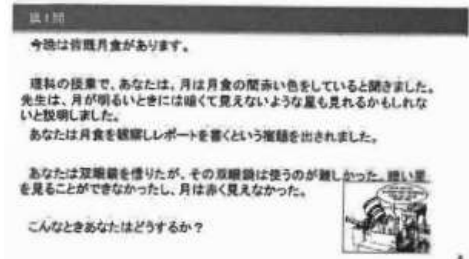 第1問
今晩は皆既月食があります。
理科の授業で、あなたは、月は月食の間赤い色をしていると聞きました。
先生は、月が明るいときには暗くて見えないような星も見れるかもしれな
いと説明しました。
あなたは月食を観察しレポートを書くという宿題を出されました。
あなたは双眼鏡を借りたが、その双眼鏡は使うのが難しかった。暗い星
を見ることができなかったし、月は赤く見えなかった。
こんなときあなたはどうするか？